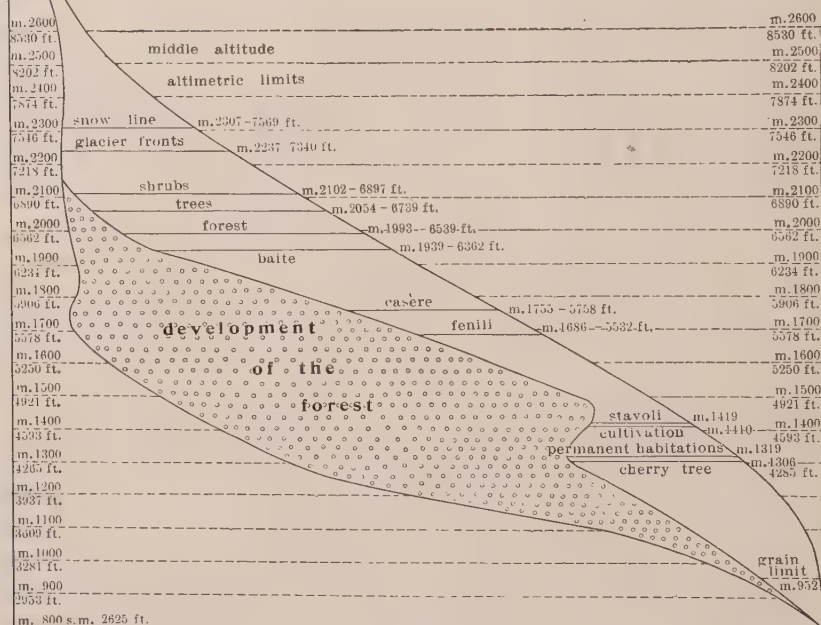 m.2600
8530 ft.
m.2500
8202 ft.
m.2400
7874 ft.
m.2300
7546 ft.
m.2200
7218 ft.
m.2100
6890 ft.
m.2000
6562 ft.
m.1900
6234 ft.
m.1800
5906 ft.
m.1700
5578 ft.
m.1600
5250 ft.
m.1500
4921 ft.
m.1400
4593 ft.
m.1300
4265 ft.
m.1200
3937 ft.
m.1100
3609 ft.
m.1000
3281 ft.
m. 900
2953 ft.
m. 800 s.m. 2625 ft.
middle altitude
altimetric limits
snow line m.2307-7569 ft.
glacier fronts m.2237-7340 ft.
shrubs m.2102-6897 ft.
trees m.2054-6739 ft.
forest m.1993-6539 ft.
baite m.1939-6362 ft.
casère m.1755-5758 ft.
fenili m.1686-5532 ft.
development
of the
forest
stavoli m.1419
cultivation m.1410
permanent habitations m.1319
cherry tree m.1306
grain
limit
m.952
m.2600
8530 ft.
m.2500
8202 ft.
m.2400
7874 ft.
m.2300
7546 ft.
m.2200
7218 ft.
m.2100
6890 ft.
m.2000
6562 ft.
m.1900
6234 ft.
m.1800
5906 ft.
m.1700
5578 ft.
m.1600
5250 ft.
m.1500
4921 ft.
m.1400
4593 ft.
4285 ft.